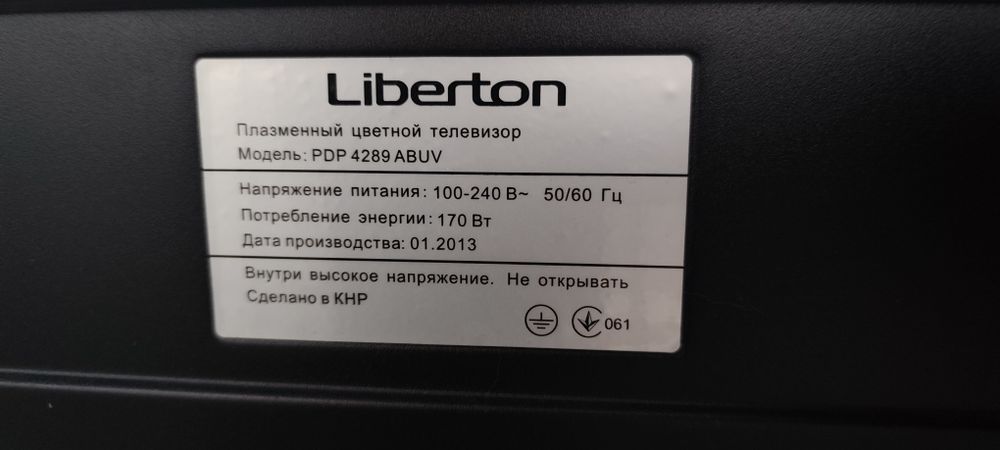 Liberton
Плазменный цветной телевизор
Модель: PDP 4289 ABUV
Напряжение питания: 100-240 В~ 50/60 Гц
Потребление энергии: 170 Вт
Дата производства: 01.2013
Внутри высокое напряжение. Не открывать
Сделано в КНР
061